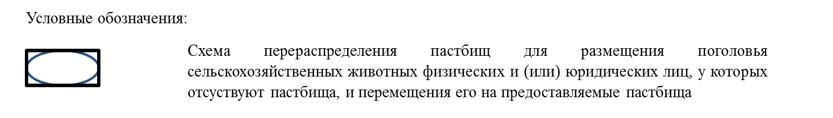 Условные обозначения:
Схема перераспределения пастбищ для размещения поголовья
сельскохозяйственных животных физических и (или) юридических лиц, у которых
отсуствуют пастбища, и перемещения его на предоставляемые пастбища